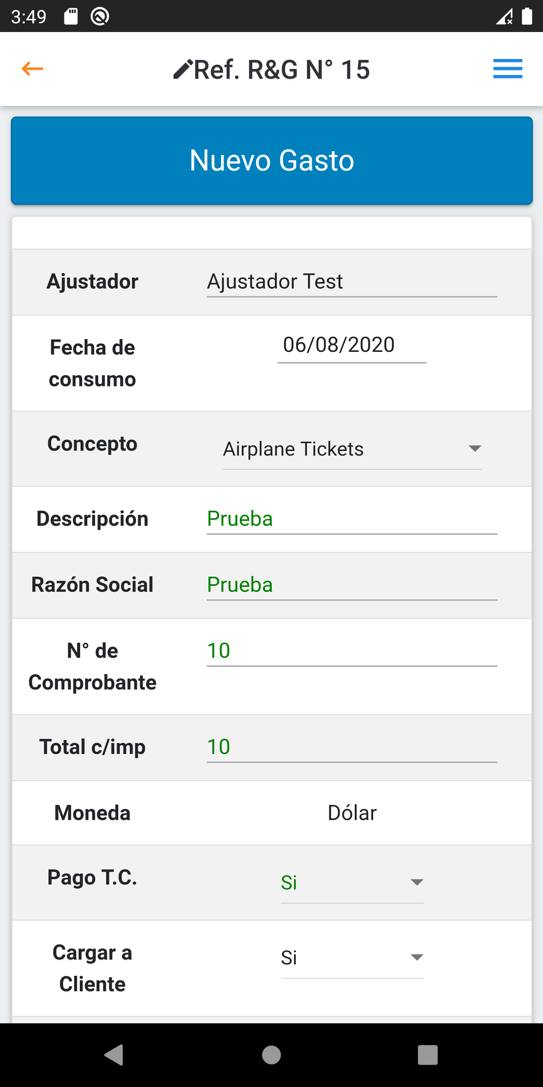 3:49
Ref. R&G N° 15
Nuevo Gasto
Ajustador Ajustador Test
Fecha de
consumo
06/08/2020
Concepto Airplane Tickets
Descripción Prueba
Razón Social Prueba
N° de
Comprobante
10
Total c/imp 10
Moneda Dólar
Pago T.C. Si
Cargar a
Cliente
Si